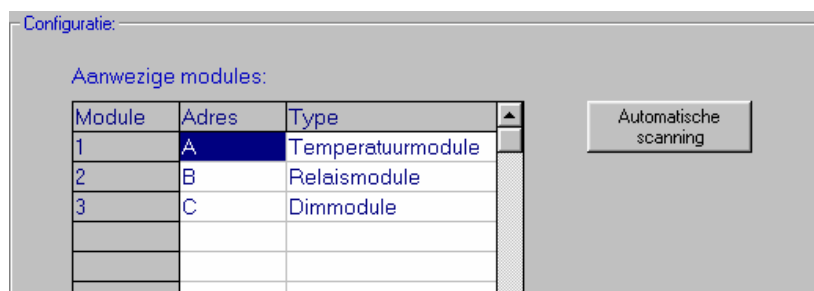 Configuratie:
Aanwezige modules:
Module Adres Type
1 A Temperatuurmodule
2 B Relaismodule
3 C Dimmodule
Automatische
scanning